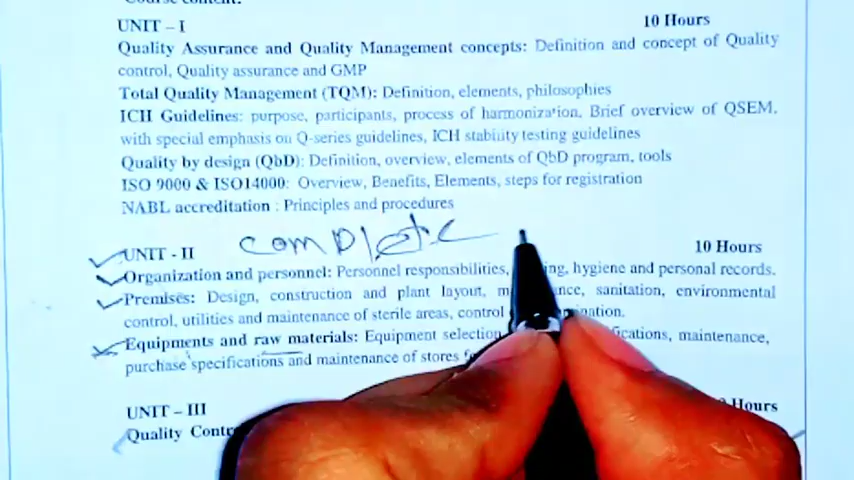 UNIT – I 10 Hours
Quality Assurance and Quality Management concepts: Definition and concept of Quality
control, Quality assurance and GMP
Total Quality Management (TQM): Definition, elements, philosophies
ICH Guidelines: purpose, participants, process of harmonization, Brief overview of QSEM,
with special emphasis on Q-series guidelines, ICH stability testing guidelines
Quality by design (QbD): Definition, overview, elements of QbD program, tools
ISO 9000 & ISO14000: Overview, Benefits, Elements, steps for registration
NABL accreditation : Principles and procedures
complete
UNIT - II 10 Hours
Organization and personnel: Personnel responsibilities, hygiene and personal records.
Premises: Design, construction and plant layout, sanitation, environmental
control, utilities and maintenance of sterile areas, control
Equipments and raw materials: Equipment selection maintenance,
purchase specifications and maintenance of stores
UNIT – III Hours
Quality